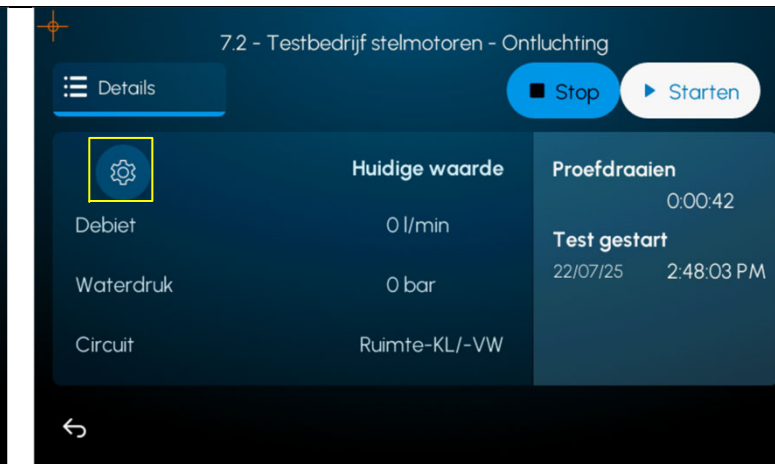 7.2 - Testbedrijf stelmotoren - Ontluchting
Details
Stop
Starten
Huidige waarde
Debiet 0 l/min
Waterdruk 0 bar
Circuit Ruimte-KL/-VW
Proefdraaien
0:00:42
Test gestart
22/07/25 2:48:03 PM